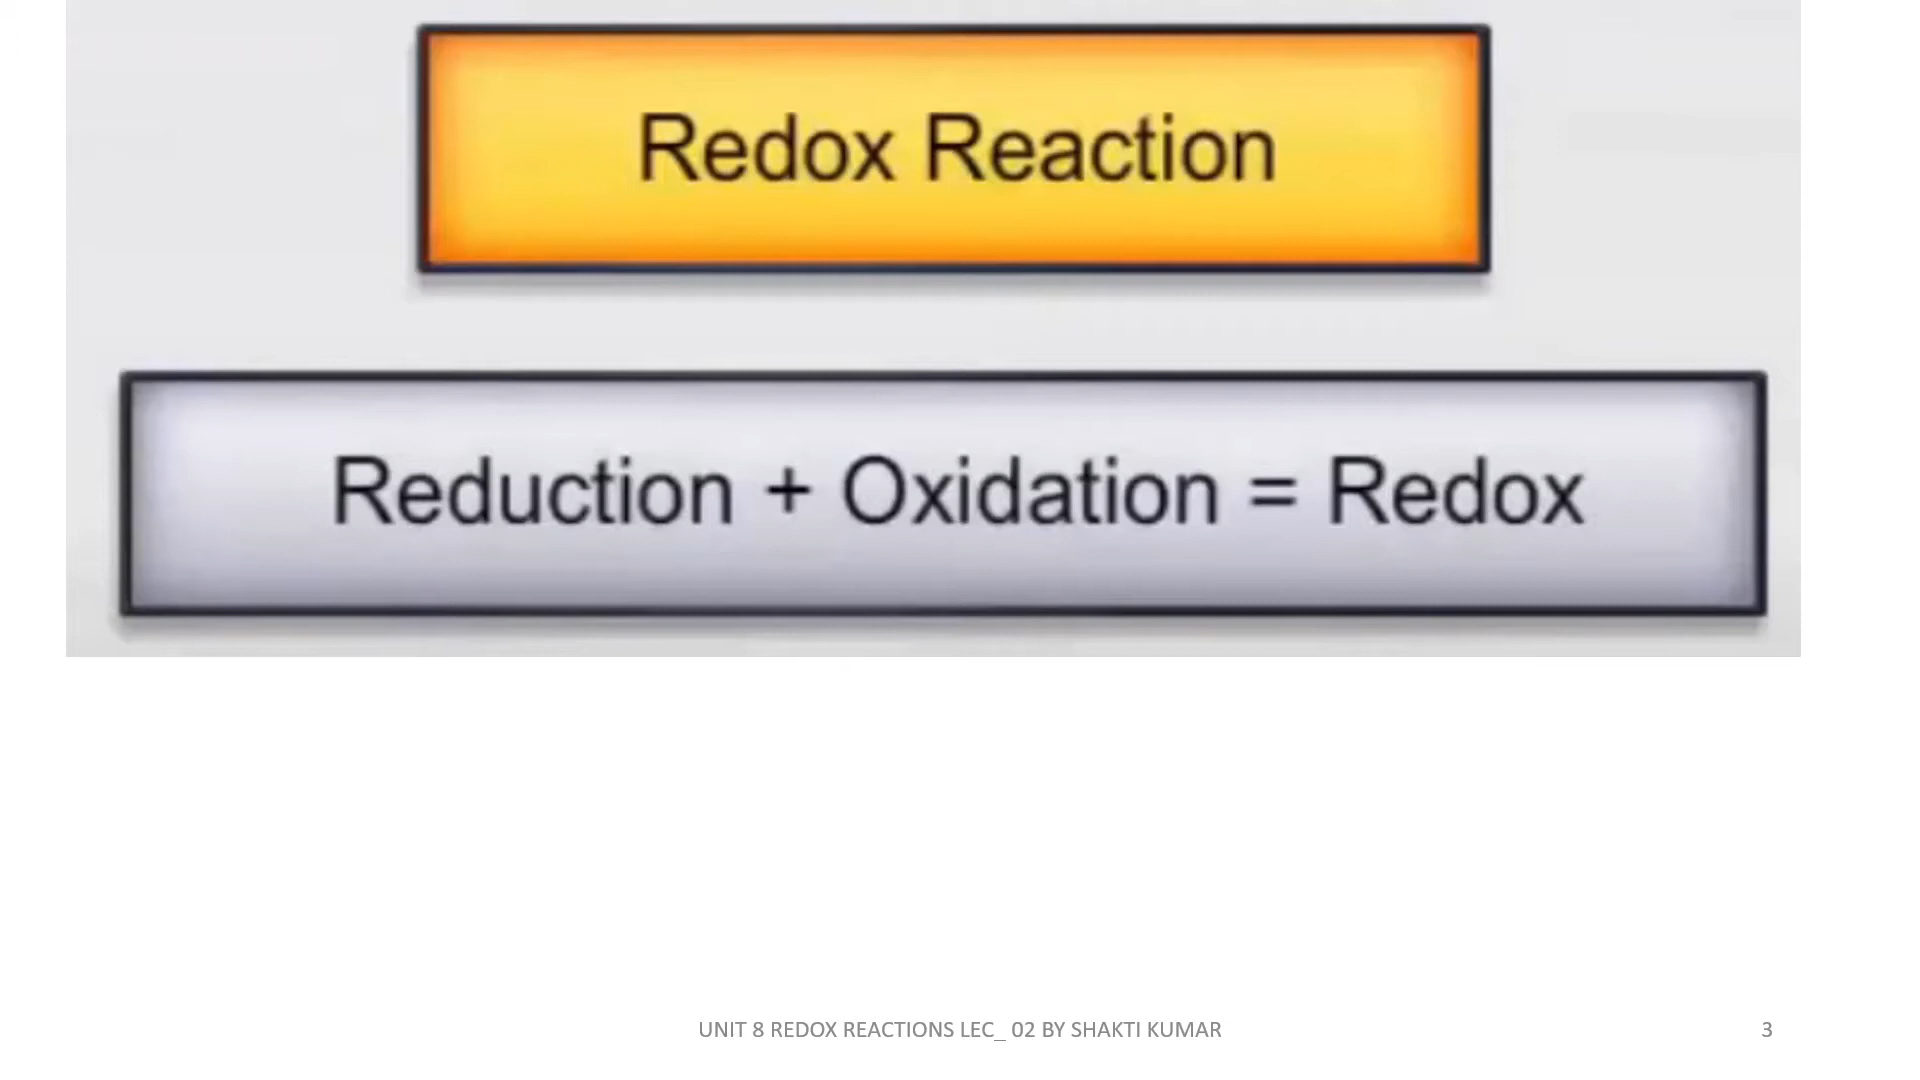 Redox Reaction
Reduction + Oxidation = Redox
UNIT 8 REDOX REACTIONS LEC_ 02 BY SHAKTI KUMAR
3